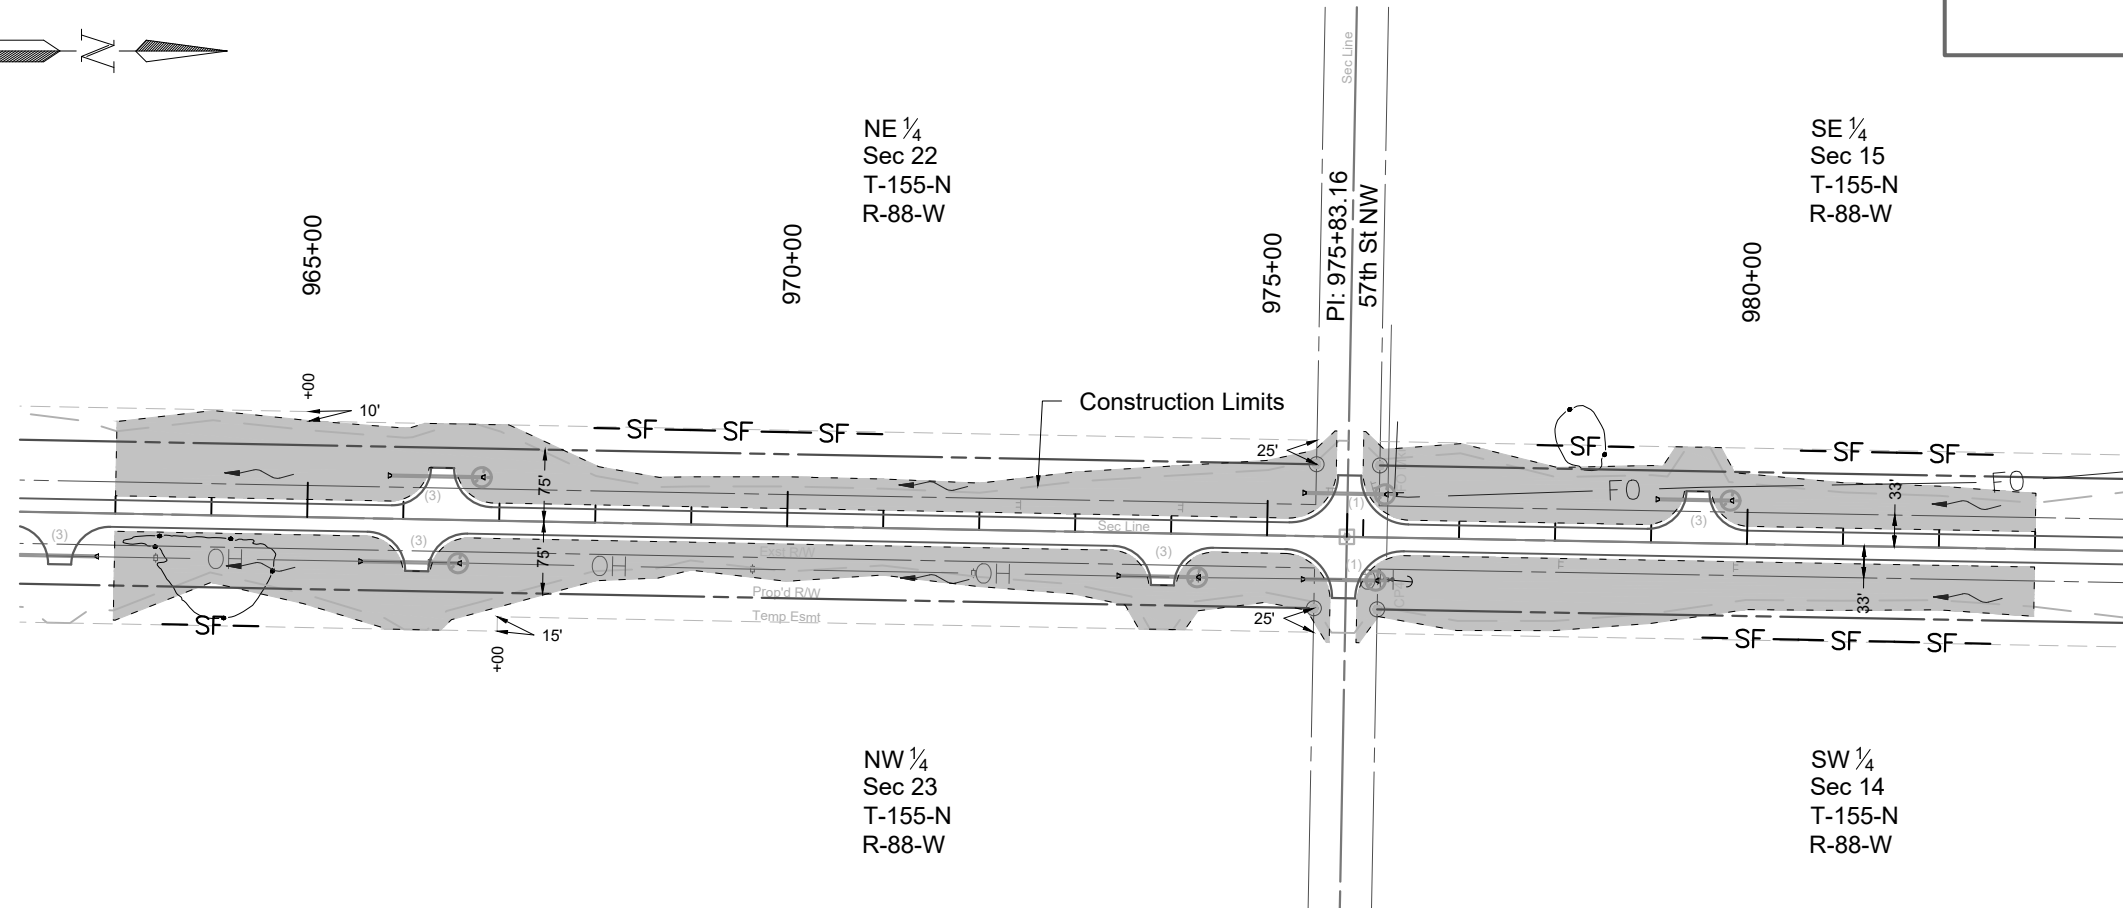 N
Sec Line
NE ¼
Sec 22
T-155-N
R-88-W
SE ¼
Sec 15
T-155-N
R-88-W
965+00
970+00
975+00
PI: 975+83.16
57th St NW
980+00
+00
10'
Construction Limits
SF SF SF
25'
SF
SF SF
75'
(3)
(1)
FO
FO
33'
(3)
(3)
Sec Line
(3)
(3)
OH
75'
OH
Exst R/W
OH
(1)
Prop'd R/W
Temp Esmt
33'
SF
15'
25'
SF SF SF
+00
NW ¼
Sec 23
T-155-N
R-88-W
SW ¼
Sec 14
T-155-N
R-88-W